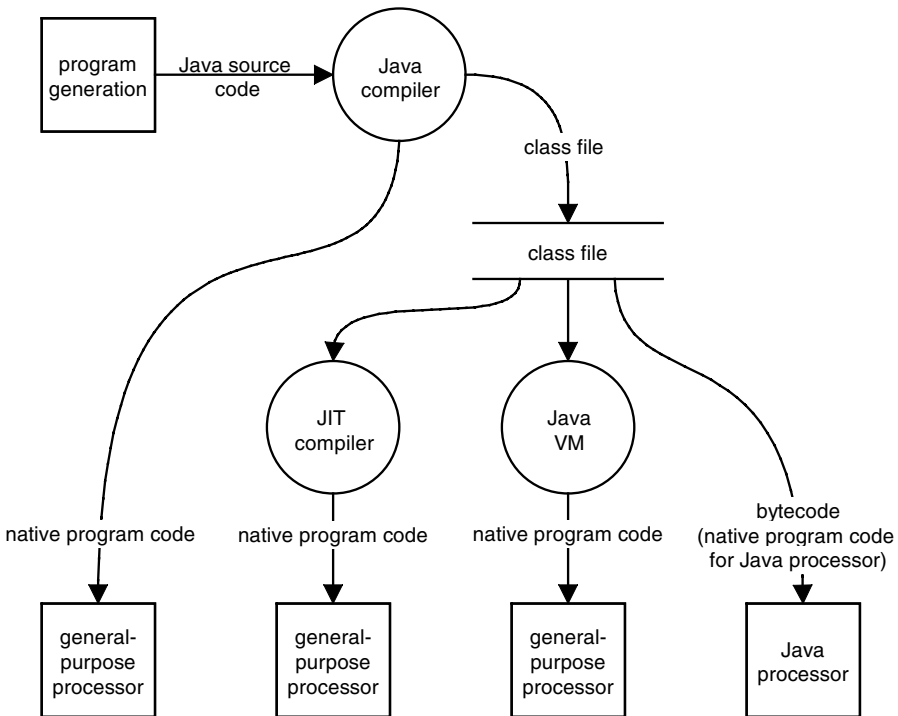 program
generation
Java source
code
Java
compiler
class file
class file
JIT
compiler
Java
VM
native program code
native program code
native program code
bytecode
(native program code
for Java processor)
general-
purpose
processor
general-
purpose
processor
general-
purpose
processor
Java
processor